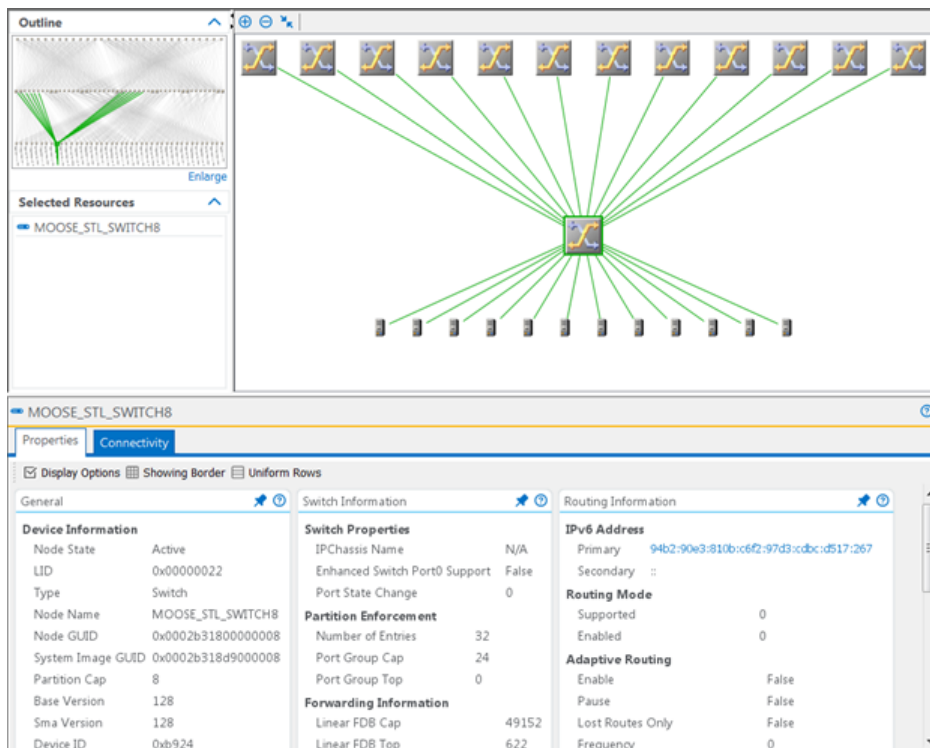 Outline
Enlarge
Selected Resources
MOOSE_STL_SWITCH8
MOOSE_STL_SWITCH8
Properties
Connectivity
Display Options
Showing Border
Uniform Rows
General
Device Information
Node State Active
LID 0x00000022
Type Switch
Node Name MOOSE_STL_SWITCH8
Node GUID 0x0002b31800000008
System Image GUID 0x0002b318d9000008
Partition Cap 8
Base Version 128
Sma Version 128
Device ID 0xb924
Switch Information
Switch Properties
IPChassis Name N/A
Enhanced Switch Port0 Support False
Port State Change 0
Partition Enforcement
Number of Entries 32
Port Group Cap 24
Port Group Top 0
Forwarding Information
Linear FDB Cap 49152
Linear FDB Top 622
Routing Information
IPv6 Address
Primary 94b2:90e3:810b:c6f2:97d3:cdbc:d517:267
Secondary ::
Routing Mode
Supported 0
Enabled 0
Adaptive Routing
Enable False
Pause False
Lost Routes Only False
Frequency 0